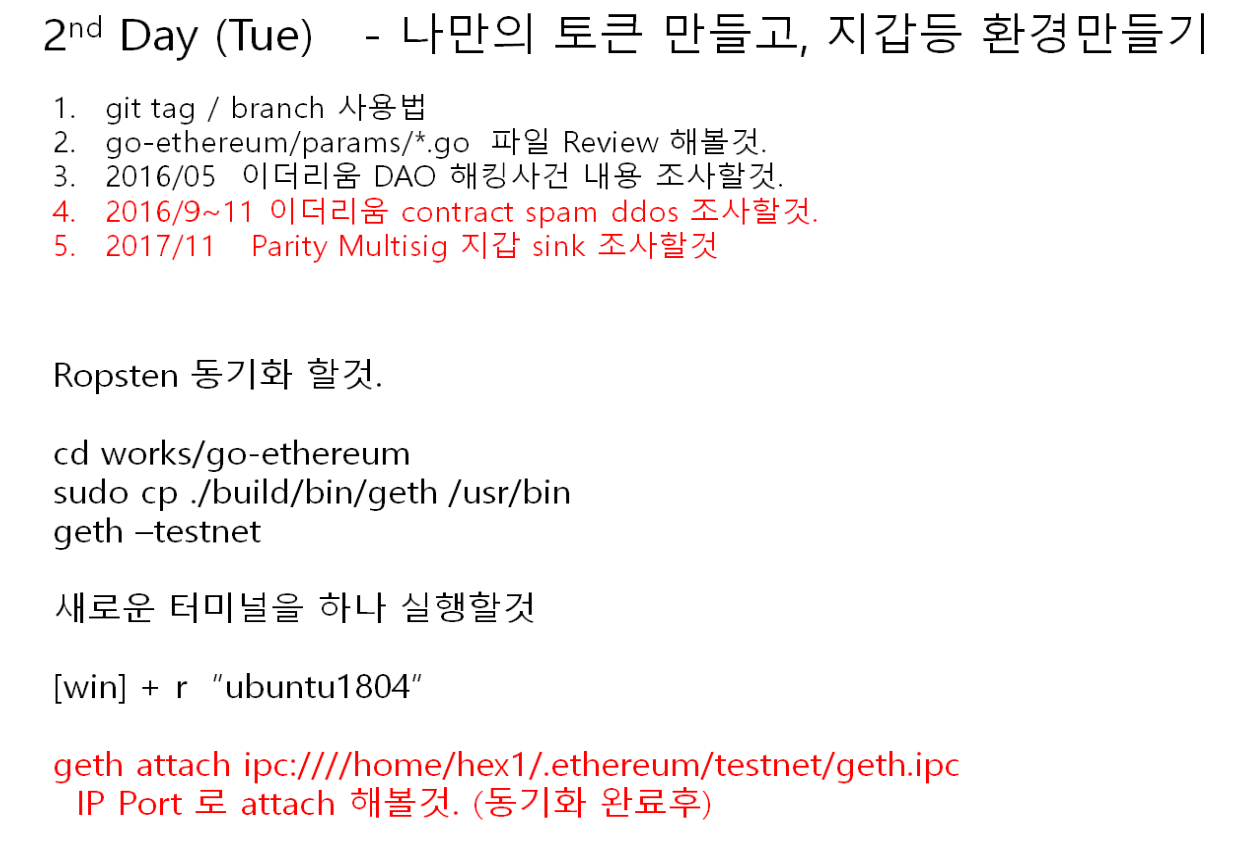 2nd Day (Tue) - 나만의 토큰 만들고, 지갑등 환경만들기
1. git tag / branch 사용법
2. go-ethereum/params/*.go 파일 Review 해볼것.
3. 2016/05 이더리움 DAO 해킹사건 내용 조사할것.
4. 2016/9~11 이더리움 contract spam ddos 조사할것.
5. 2017/11 Parity Multisig 지갑 sink 조사할것
Ropsten 동기화 할것.
cd works/go-ethereum
sudo cp ./build/bin/geth /usr/bin
geth –testnet
새로운 터미널을 하나 실행할것
[win] + r “ubuntu1804”
geth attach ipc:////home/hex1/.ethereum/testnet/geth.ipc
IP Port 로 attach 해볼것. (동기화 완료후)